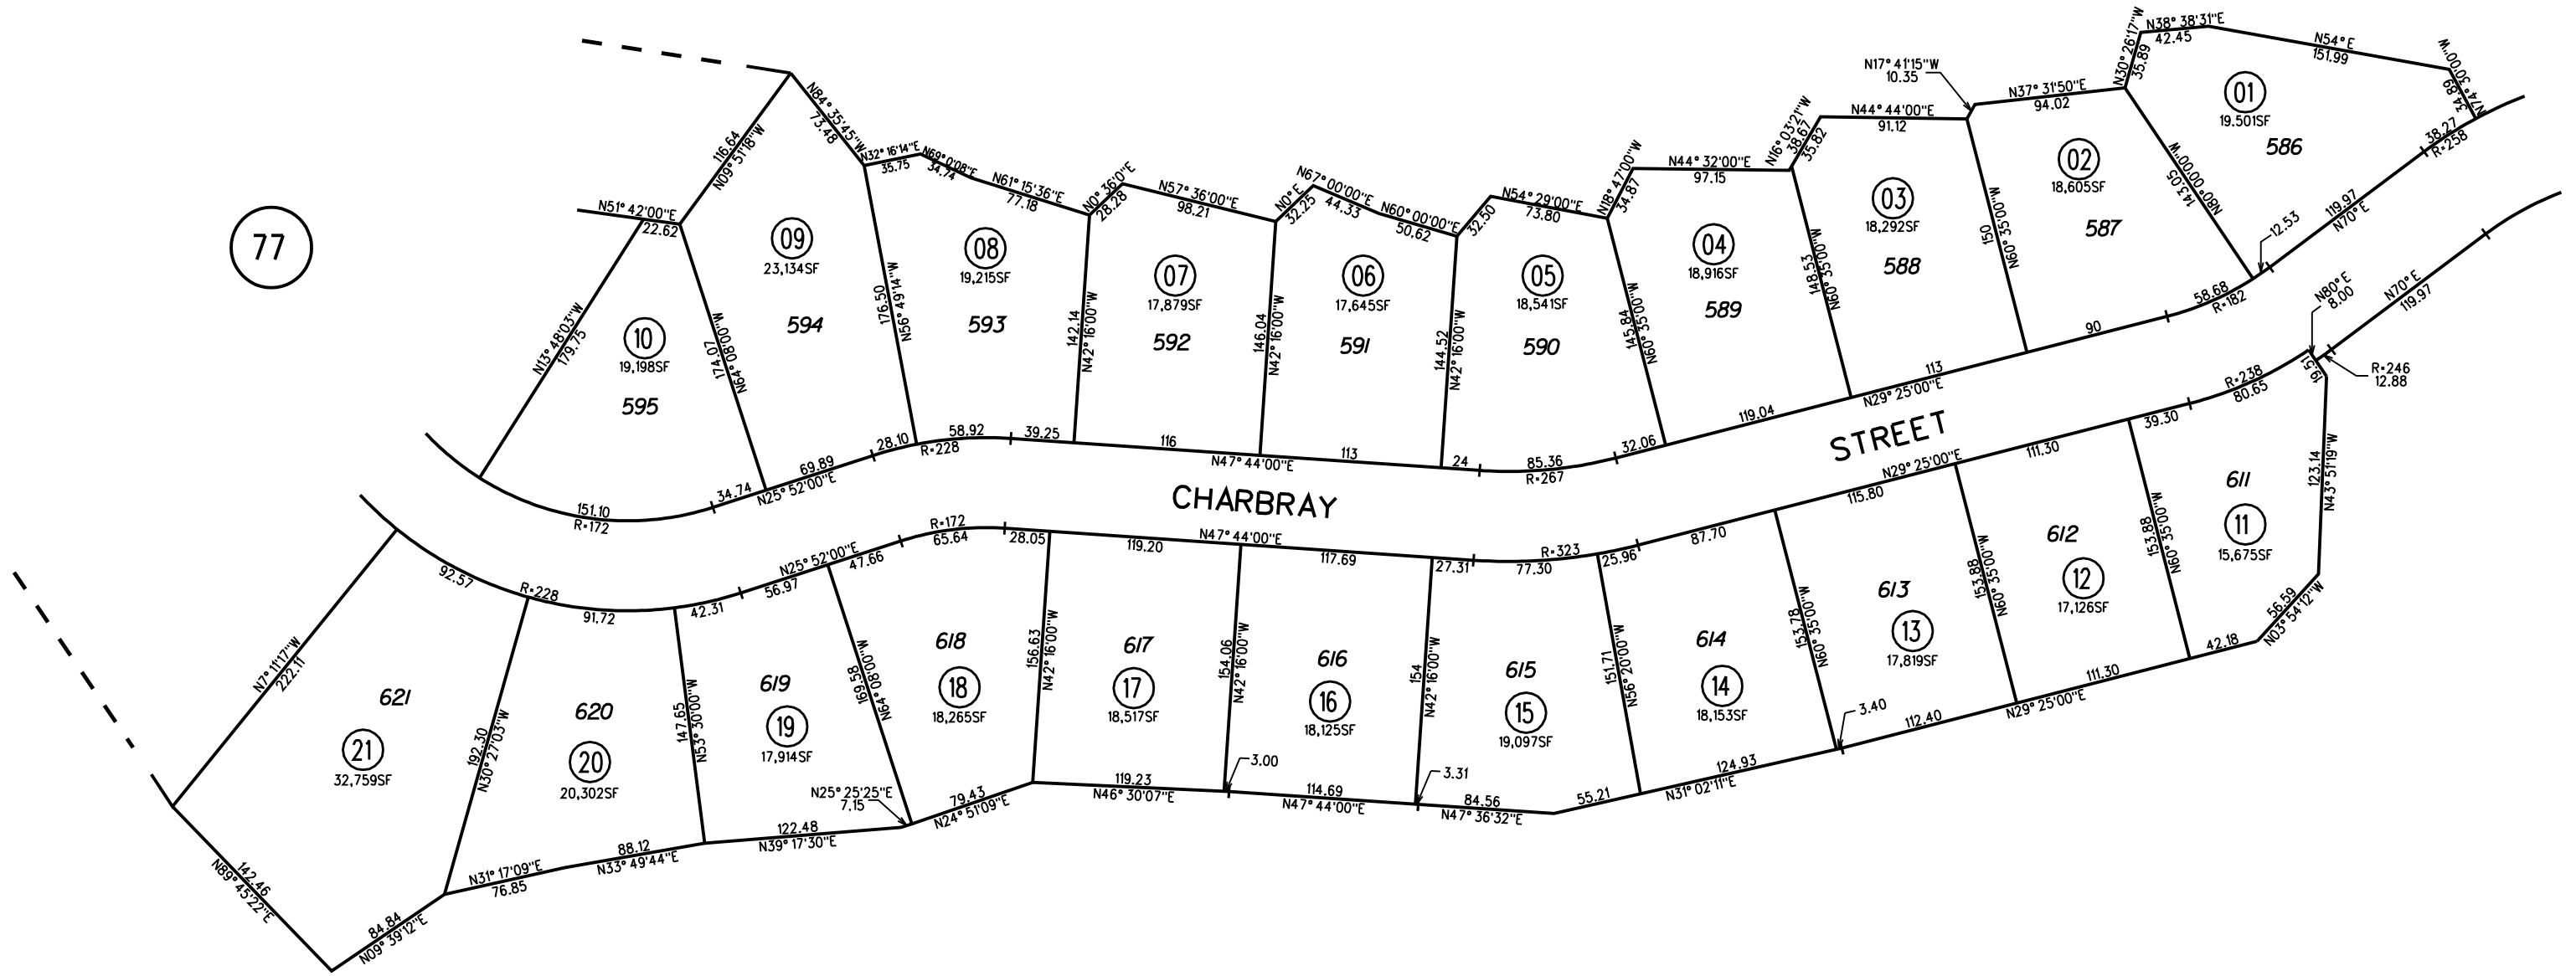 77
N09° 51'18"W
116.64
N84° 35'45"W
73.48
N51° 42'00"E
22.62
N13° 48'03"W
179.75
10
19,198SF
595
N64° 08'00"W
174.07
09
23,134SF
594
N56° 49'14"W
176.50
N32° 16'14"E
35.75
N69° 0'08"E
34.74
N61° 15'36"E
77.18
08
19,215SF
593
142.14
N42° 16'00"W
N0° 36'0"E
28.28
N57° 36'00"E
98.21
07
17,879SF
592
146.04
N42° 16'00"W
N0° E
32.25
N67° 00'00"E
44.33
N60° 00'00"E
50.62
06
17,645SF
591
144.52
N42° 16'00"W
32.50
N54° 29'00"E
73.80
05
18,541SF
590
145.84
N60° 35'00"W
N18° 47'00"W
34.87
N44° 32'00"E
97.15
04
18,916SF
589
148.53
N60° 35'00"W
N16° 03'21"W
38.67
35.82
N44° 44'00"E
91.12
03
18,292SF
588
150
N60° 35'00"W
N17° 41'15"W
10.35
N37° 31'50"E
94.02
02
18,605SF
587
143.05
N80° 00'00"W
N30° 26'17"W
35.89
N38° 38'31"E
42.45
N54° E
151.99
N74° 30'00"W
34.89
01
19.501SF
586
38.27
R=258
119.97
N70° E
12.53
58.68
R=182
90
113
N29° 25'00"E
119.04
32.06
85.36
R=267
24
113
N47° 44'00"E
116
39.25
58.92
R=228
28.10
69.89
N25° 52'00"E
34.74
151.10
R=172
CHARBRAY
STREET
N70° E
119.97
N80° E
8.00
R=246
12.88
19.51
R=238
80.65
39.30
111.30
N29° 25'00"E
115.80
87.70
25.96
R=323
77.30
27.31
117.69
N47° 44'00"E
119.20
28.05
R=172
65.64
47.66
N25° 52'00"E
56.97
42.31
91.72
R=228
92.57
611
11
15,675SF
123.14
N43° 51'19"W
56.59
N03° 54'12"W
42.18
153.88
N60° 35'00"W
612
12
17,126SF
111.30
N29° 25'00"E
153.88
N60° 35'00"W
613
13
17,819SF
112.40
3.40
153.78
N60° 35'00"W
614
14
18,153SF
124.93
N31° 02'11"E
55.21
151.71
N56° 20'00"W
615
15
19,097SF
84.56
N47° 36'32"E
3.31
154
N42° 16'00"W
616
16
18,125SF
114.69
N47° 44'00"E
3.00
154.06
N42° 16'00"W
617
17
18,517SF
119.23
N46° 30'07"E
156.63
N42° 16'00"W
618
18
18,265SF
79.43
N24° 51'09"E
N25° 25'25"E
7.15
169.58
N64° 08'00"W
619
19
17,914SF
122.48
N39° 17'30"E
147.65
N53° 30'00"W
620
20
20,302SF
88.12
N33° 49'44"E
N31° 17'09"E
76.85
192.30
N30° 27'03"W
621
21
32,759SF
N7° 11'17"W
222.11
142.46
N89° 45'22"E
84.84
N09° 39'12"E